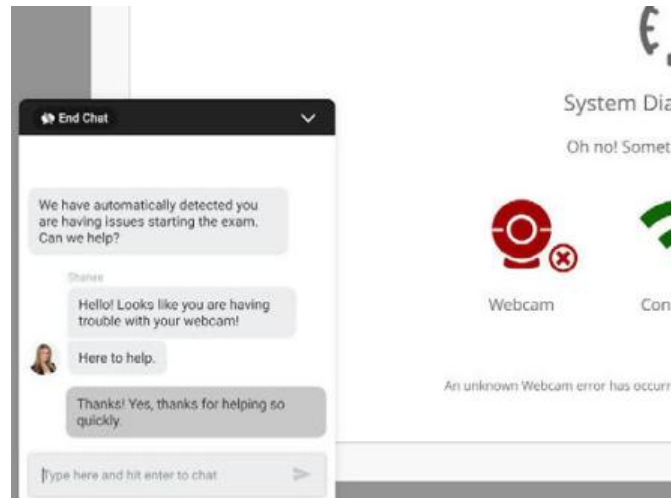 End Chat
We have automatically detected you
are having issues starting the exam.
Can we help?
Hello! Looks like you are having
trouble with your webcam!
Here to help.
Thanks! Yes, thanks for helping so
quickly.
Type here and hit enter to chat
System Dia
Oh no! Somet
Webcam
Con
An unknown Webcam error has occurr